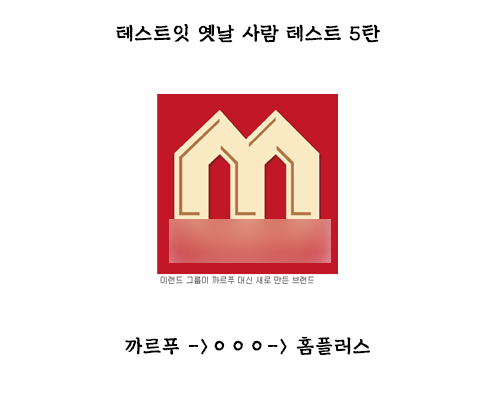 테스트잇 옛날 사람 테스트 5탄
이랜드 그룹이 까르푸 대신 새로 만든 브랜드
까르푸 ->ㅇㅇㅇ-> 홈플러스